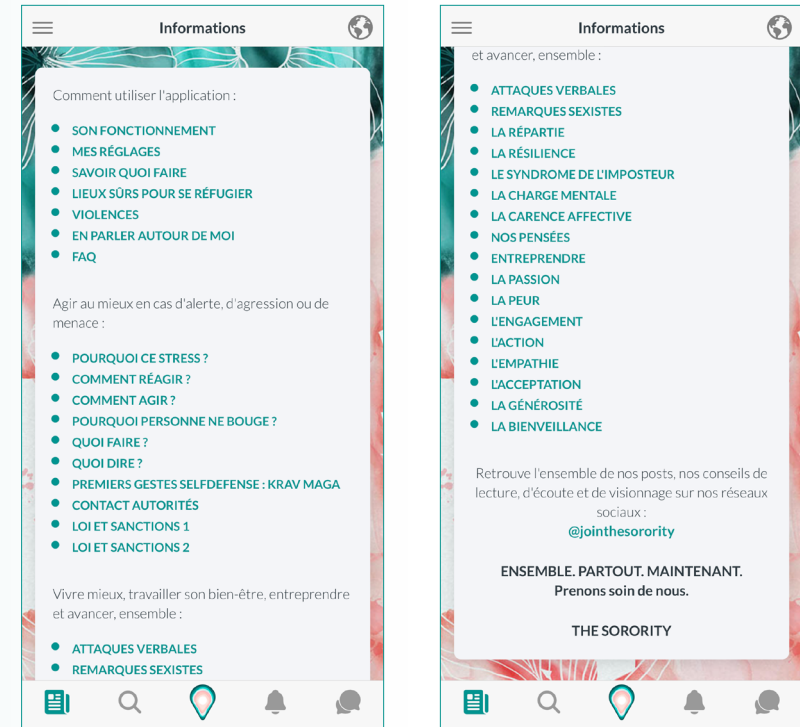 Informations
Comment utiliser l'application :
SON FONCTIONNEMENT
MES RÉGLAGES
SAVOIR QUOI FAIRE
LIEUX SÛRS POUR SE RÉFUGIER
VIOLENCES
EN PARLER AUTOUR DE MOI
FAQ
Agir au mieux en cas d'alerte, d'agression ou de
menace :
POURQUOI CE STRESS ?
COMMENT RÉAGIR ?
COMMENT AGIR ?
POURQUOI PERSONNE NE BOUGE ?
QUOI FAIRE ?
QUOI DIRE ?
PREMIERS GESTES SELFDEFENSE : KRAV MAGA
CONTACT AUTORITÉS
LOI ET SANCTIONS 1
LOI ET SANCTIONS 2
Vivre mieux, travailler son bien-être, entreprendre
et avancer, ensemble :
ATTAQUES VERBALES
REMARQUES SEXISTES
Informations
et avancer, ensemble :
ATTAQUES VERBALES
REMARQUES SEXISTES
LA RÉPARTIE
LA RÉSILIENCE
LE SYNDROME DE L'IMPOSTEUR
LA CHARGE MENTALE
LA CARENCE AFFECTIVE
NOS PENSÉES
ENTREPRENDRE
LA PASSION
LA PEUR
L'ENGAGEMENT
L'ACTION
L'EMPATHIE
L'ACCEPTATION
LA GÉNÉROSITÉ
LA BIENVEILLANCE
Retrouve l'ensemble de nos posts, nos conseils de
lecture, d'écoute et de visionnage sur nos réseaux
sociaux :
@jointhesorority
ENSEMBLE. PARTOUT. MAINTENANT.
Prenons soin de nous.
THE SORORITY